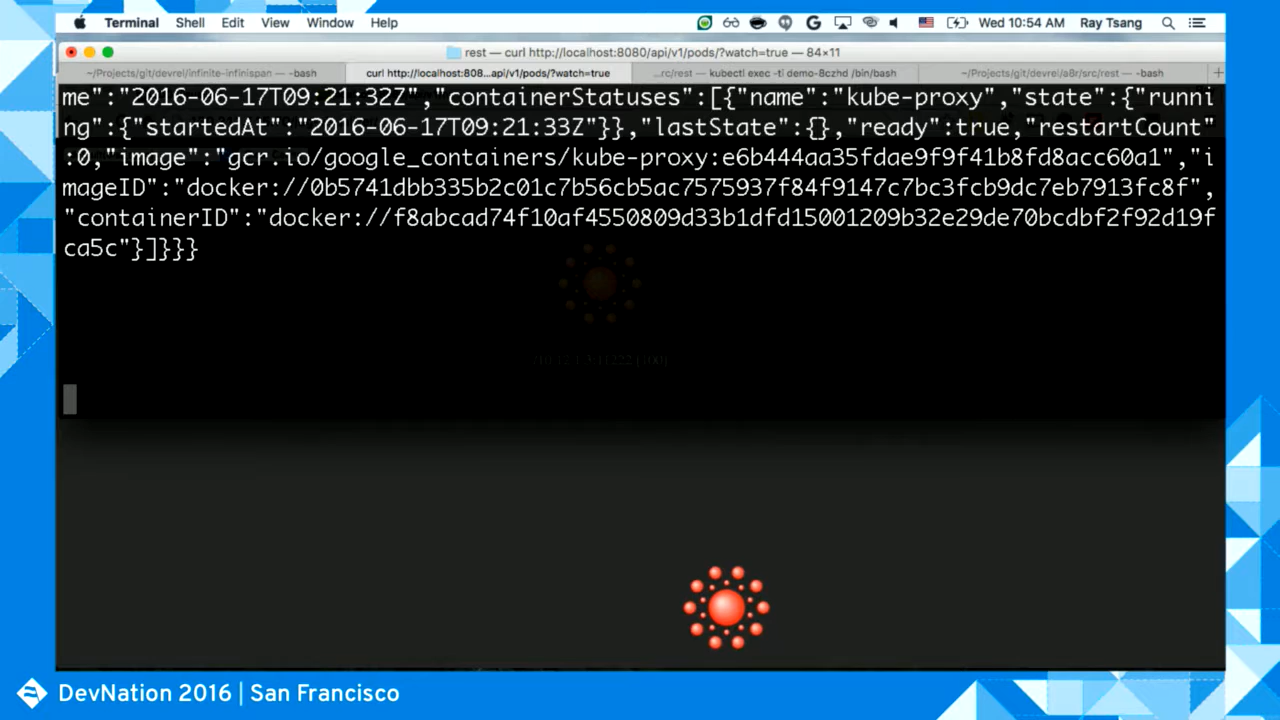 Terminal Shell Edit View Window Help Wed 10:54 AM Ray Tsang
rest — curl http://localhost:8080/api/v1/pods/?watch=true — 84×11
~/Projects/git/devrel/infinite-infinispan — -bash curl http://localhost:808...api/v1/pods/?watch=true ...rc/rest — kubectl exec -ti demo-8czhd /bin/bash ~/Projects/git/devrel/a8r/src/rest — -bash
me":"2016-06-17T09:21:32Z","containerStatuses":[{"name":"kube-proxy","state":{"runni
ng":{"startedAt":"2016-06-17T09:21:33Z"}},"lastState":{},"ready":true,"restartCount"
:0,"image":"gcr.io/google_containers/kube-proxy:e6b444aa35fdae9f9f41b8fd8acc60a1","i
mageID":"docker://0b5741dbb335b2c01c7b56cb5ac7575937f84f9147c7bc3fcb9dc7eb7913fc8f",
"containerID":"docker://f8abcad74f10af4550809d33b1dfd15001209b32e29de70bcdbf2f92d19f
ca5c"}]}}}
DevNation 2016 | San Francisco